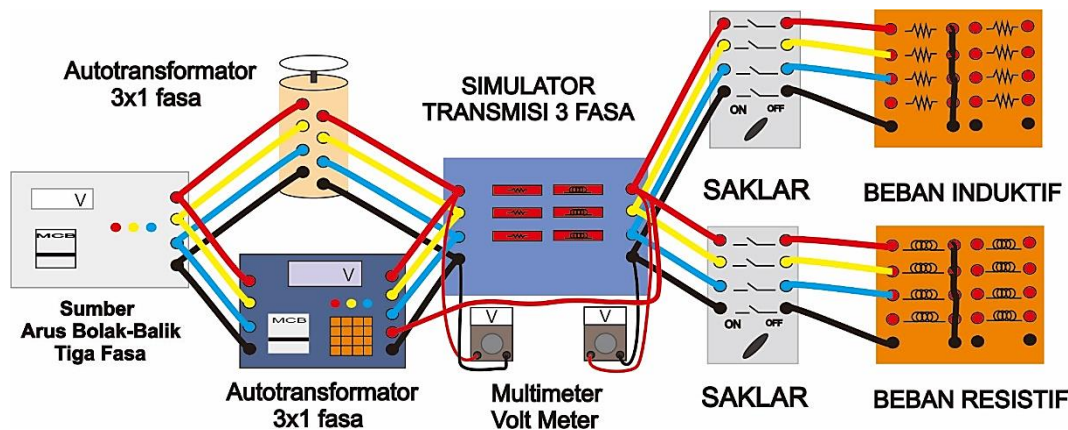 Autotransformator
3x1 fasa
SIMULATOR
TRANSMISI 3 FASA
ON OFF
SAKLAR
BEBAN INDUKTIF
V
MCB
Sumber
Arus Bolak-Balik
Tiga Fasa
V
MCB
Autotransformator
3x1 fasa
V
V
Multimeter
Volt Meter
ON OFF
SAKLAR
BEBAN RESISTIF